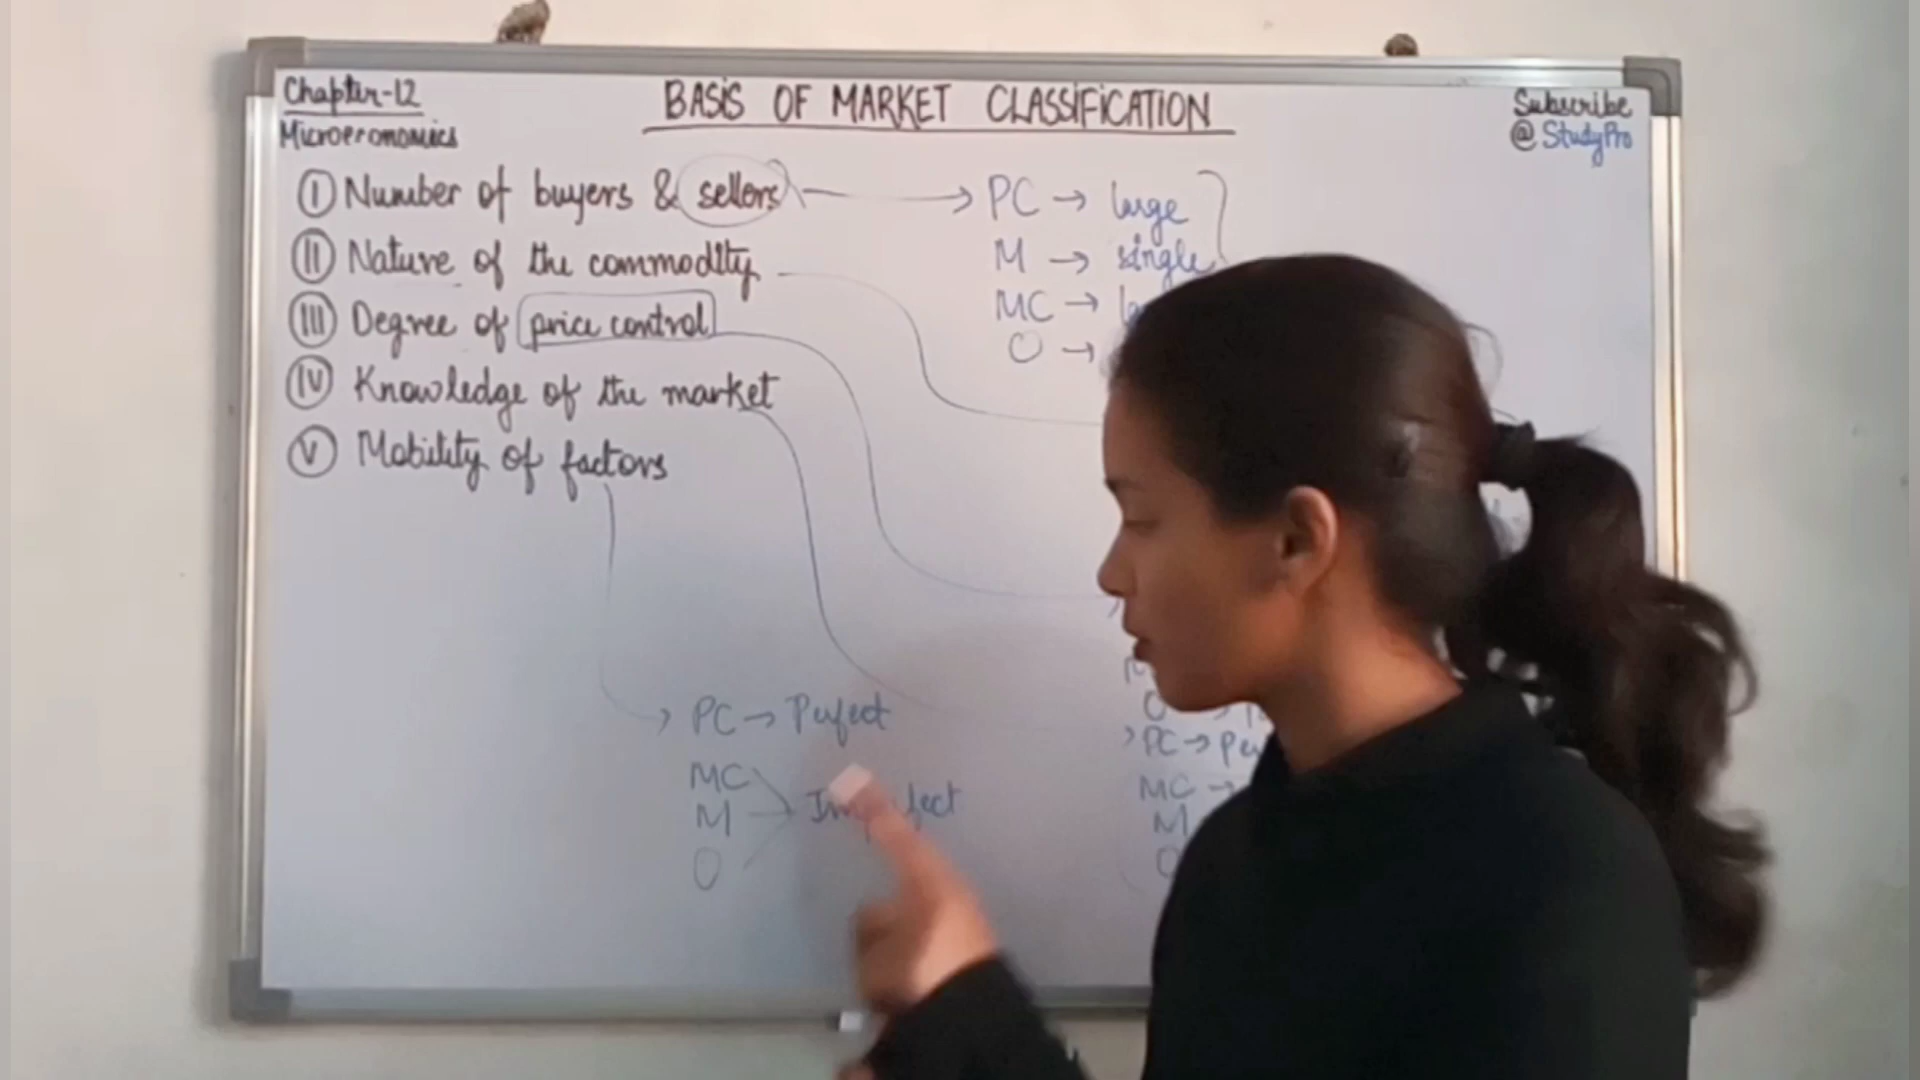 Chapter-12
Microeconomics
BASIS OF MARKET CLASSIFICATION
Subscribe
@StudyPro
I Number of buyers & sellers
II Nature of the commodity
III Degree of price control
IV Knowledge of the market
V Mobility of factors
PC → large
M → single
MC →
O →
PC → Perfect
MC
M → Imperfect
O
O →
PC →
MC →
M
O